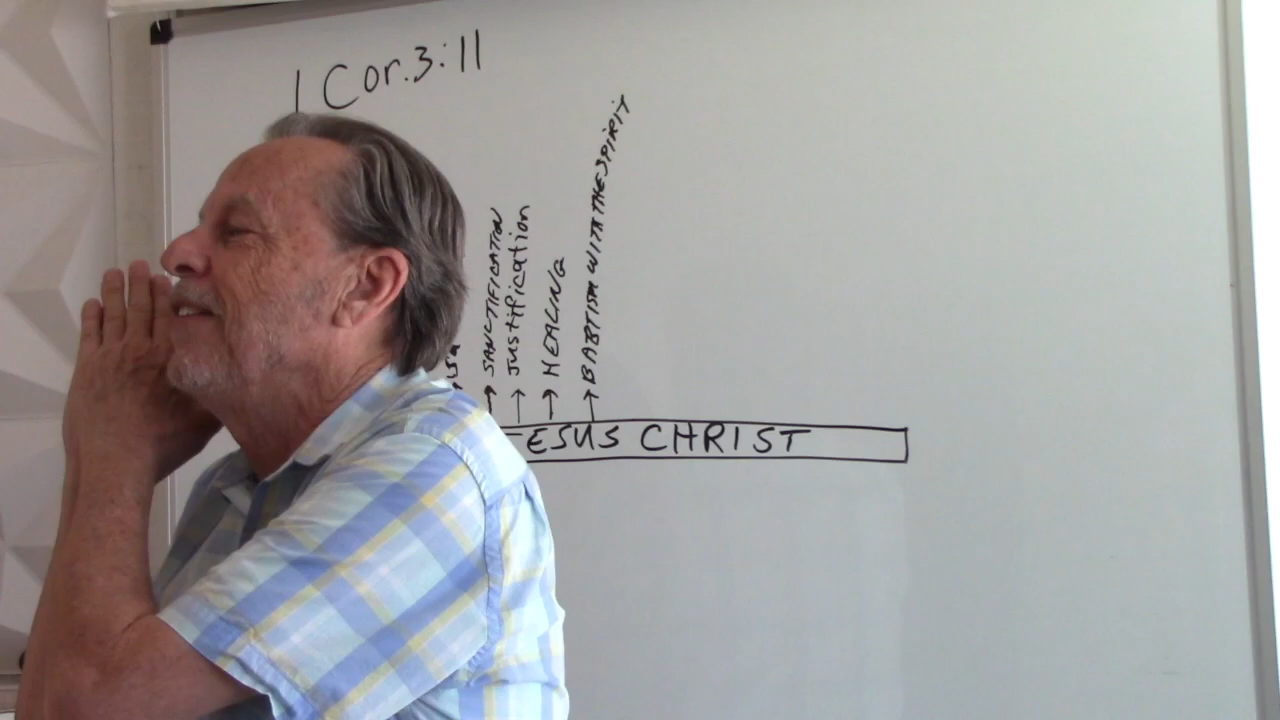 1 Cor. 3:11
SANCTIFICATION
Justification
HEALING
BABTISM WITH THE SPIRIT
ESUS CHRIST